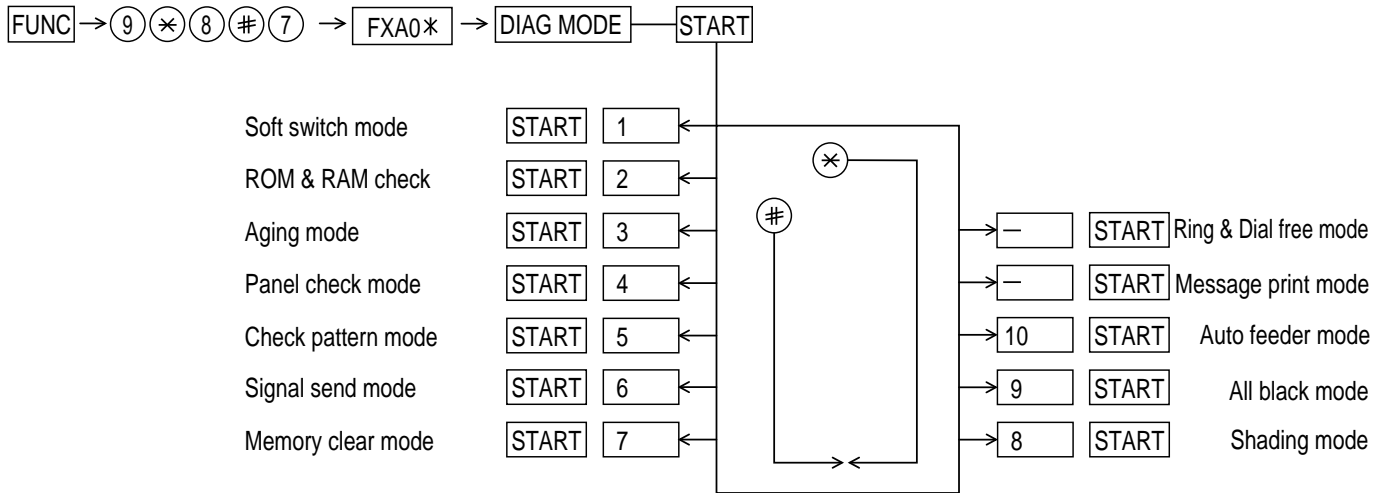 FUNC → 9 * 8 # 7 → FXA0* → DIAG MODE START
Soft switch mode START 1
*
ROM & RAM check START 2
#
Aging mode START 3 — START Ring & Dial free mode
Panel check mode START 4 — START Message print mode
Check pattern mode START 5 10 START Auto feeder mode
Signal send mode START 6 9 START All black mode
Memory clear mode START 7 8 START Shading mode